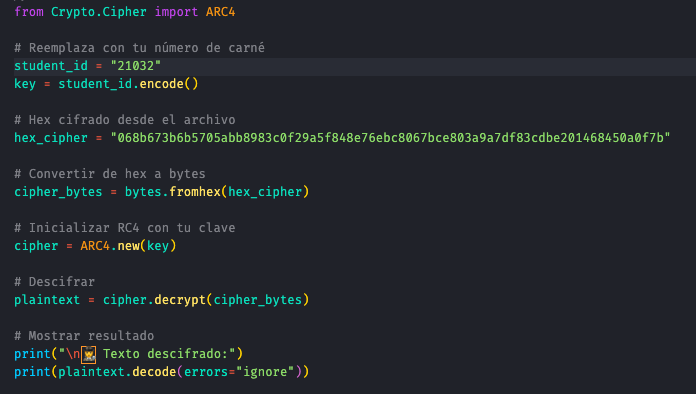 from Crypto.Cipher import ARC4
# Reemplaza con tu número de carné
student_id = "21032"
key = student_id.encode()
# Hex cifrado desde el archivo
hex_cipher = "068b673b6b5705abb8983c0f29a5f848e76ebc8067bce803a9a7df83cdbe201468450a0f7b"
# Convertir de hex a bytes
cipher_bytes = bytes.fromhex(hex_cipher)
# Inicializar RC4 con tu clave
cipher = ARC4.new(key)
# Descifrar
plaintext = cipher.decrypt(cipher_bytes)
# Mostrar resultado
print("\n Texto descifrado:")
print(plaintext.decode(errors="ignore"))